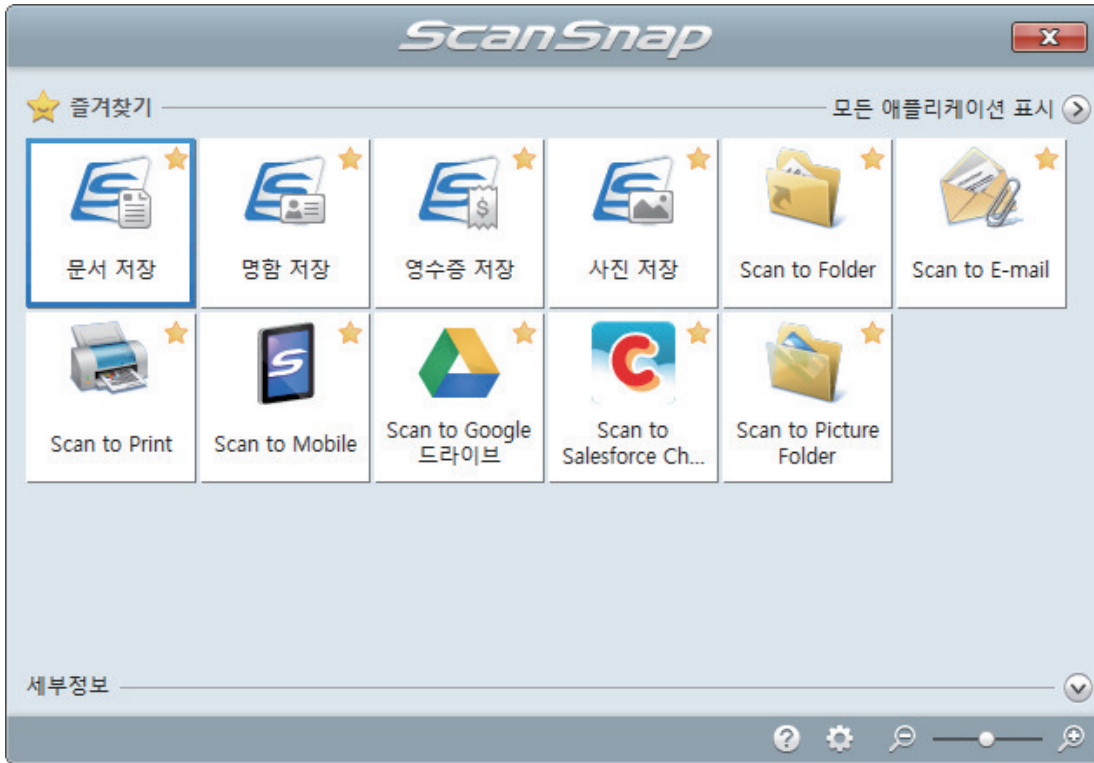 ScanSnap
즐겨찾기
모든 애플리케이션 표시
문서 저장
명함 저장
영수증 저장
사진 저장
Scan to Folder
Scan to E-mail
Scan to Print
Scan to Mobile
Scan to Google
드라이브
Scan to
Salesforce Ch...
Scan to Picture
Folder
세부정보